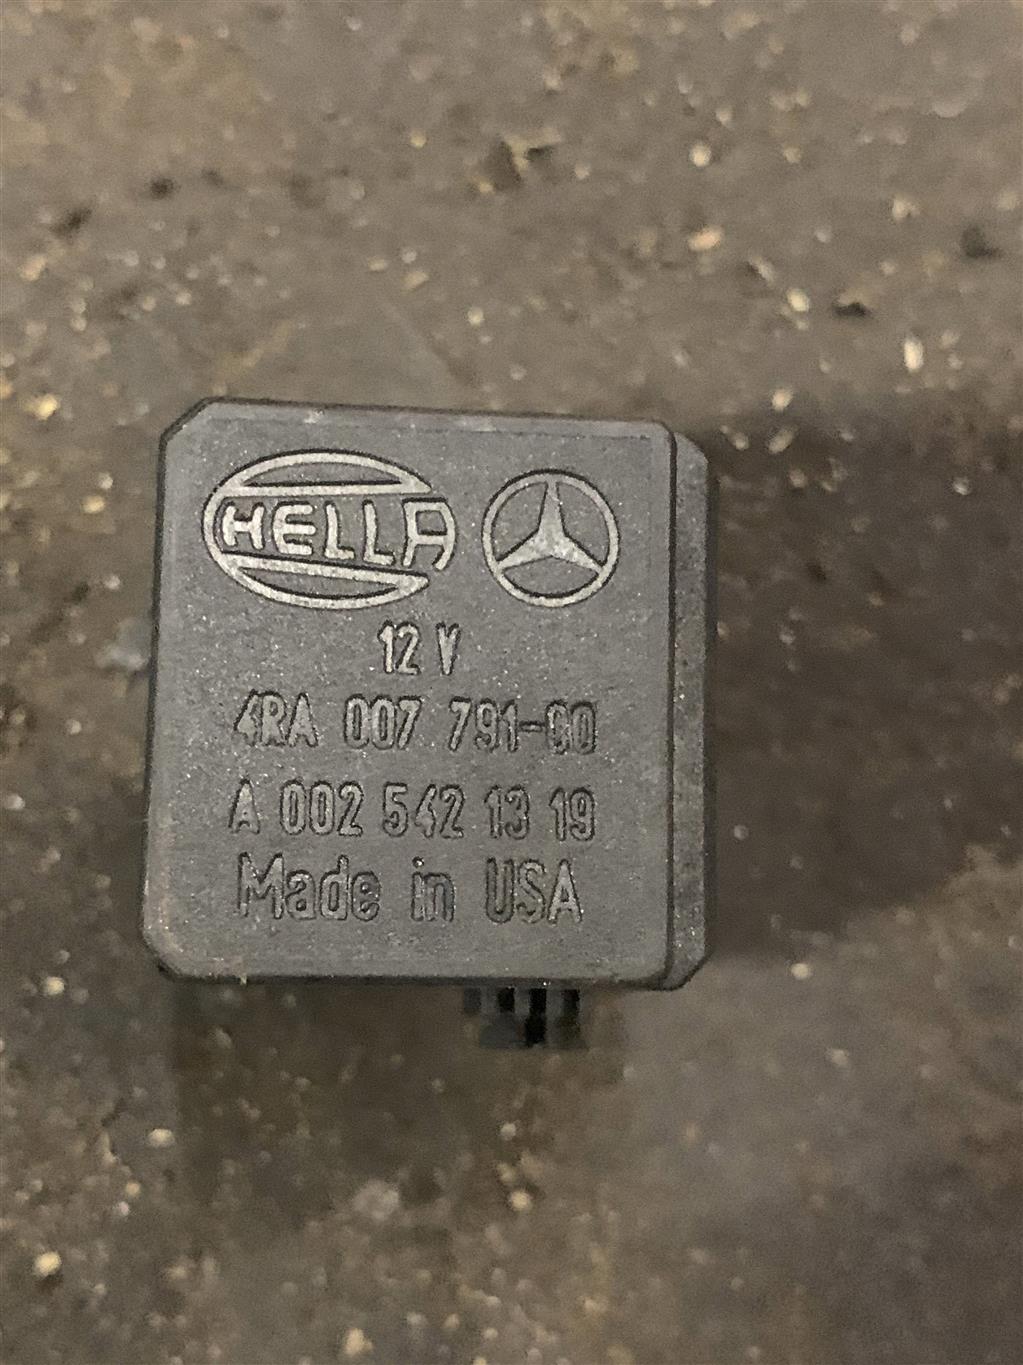 HELLA
12 V
4RA 007 791-00
A 002 542 13 19
Made in USA